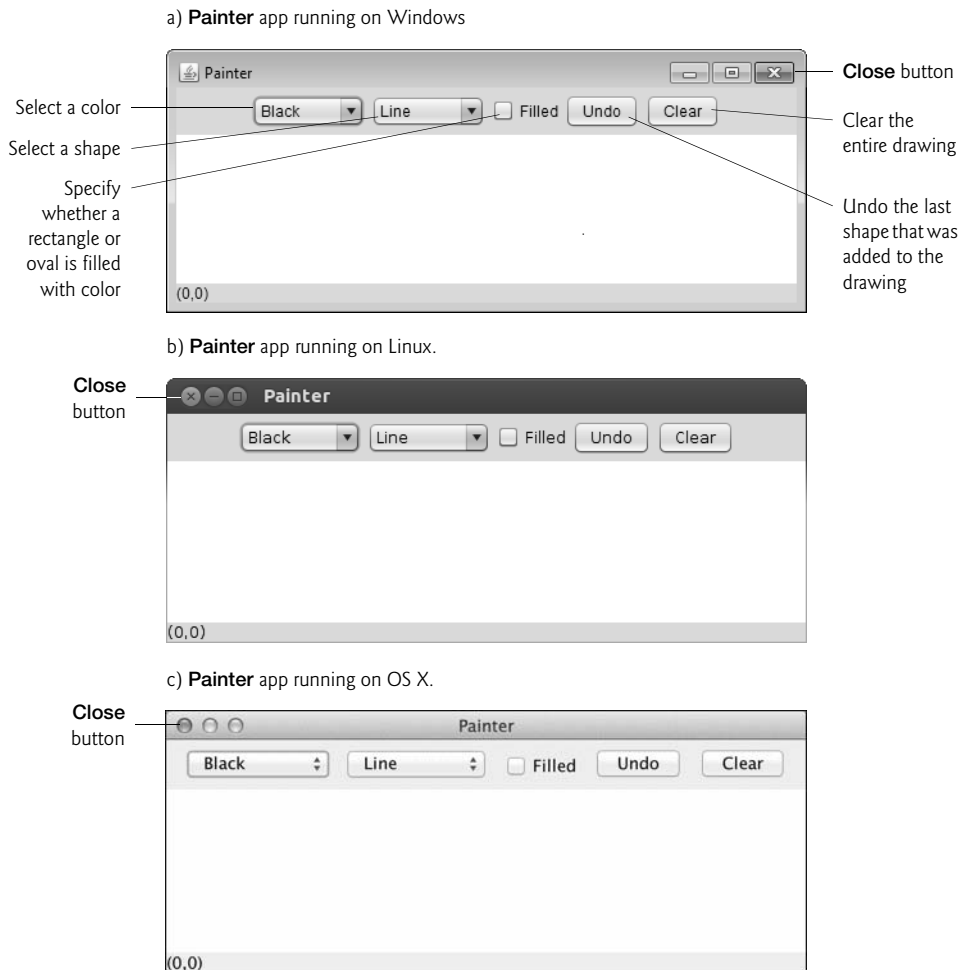 a) Painter app running on Windows
Painter
Close button
Select a color
Black
Line
Filled
Undo
Clear
Clear the
entire drawing
Select a shape
Specify
whether a
rectangle or
oval is filled
with color
Undo the last
shape that was
added to the
drawing
(0,0)
b) Painter app running on Linux.
Close
button
Painter
Black
Line
Filled
Undo
Clear
(0,0)
c) Painter app running on OS X.
Close
button
Painter
Black
Line
Filled
Undo
Clear
(0,0)